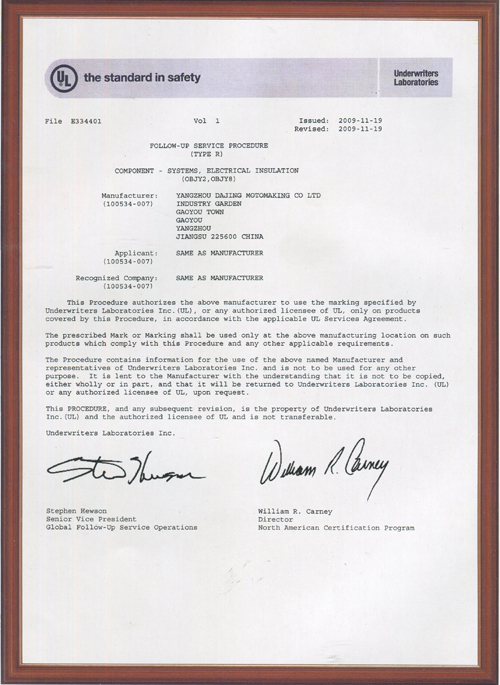 UL the standard in safety
Underwriters
Laboratories
File E334401 Vol 1 Issued: 2009-11-19
Revised: 2009-11-19
FOLLOW-UP SERVICE PROCEDURE
(TYPE R)
COMPONENT - SYSTEMS, ELECTRICAL INSULATION
(OBJY2,OBJY8)
Manufacturer: YANGZHOU DAJING MOTOMAKING CO LTD
(100534-007) INDUSTRY GARDEN
GAOYOU TOWN
GAOYOU
YANGZHOU
JIANGSU 225600 CHINA
Applicant: SAME AS MANUFACTURER
(100534-007)
Recognized Company: SAME AS MANUFACTURER
(100534-007)
This Procedure authorizes the above manufacturer to use the marking specified by
Underwriters Laboratories Inc.(UL), or any authorized licensee of UL, only on products
covered by this Procedure, in accordance with the applicable UL Services Agreement.
The prescribed Mark or Marking shall be used only at the above manufacturing location on such
products which comply with this Procedure and any other applicable requirements.
The Procedure contains information for the use of the above named Manufacturer and
representatives of Underwriters Laboratories Inc. and is not to be used for any other
purpose. It is lent to the Manufacturer with the understanding that it is not to be copied,
either wholly or in part, and that it will be returned to Underwriters Laboratories Inc. (UL)
or any authorized licensee of UL, upon request.
This PROCEDURE, and any subsequent revision, is the property of Underwriters Laboratories
Inc.(UL) and the authorized licensee of UL and is not transferable.
Underwriters Laboratories Inc.
Steve Hewson William R. Carney
Stephen Hewson William R. Carney
Senior Vice President Director
Global Follow-Up Service Operations North American Certification Program